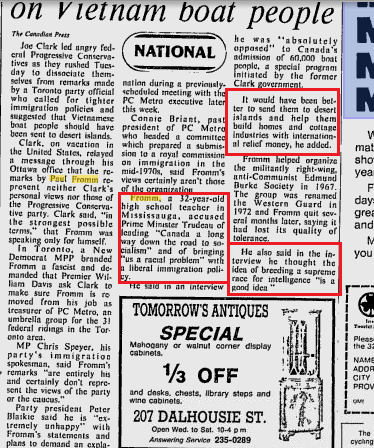 on Vietnam boat people
The Canadian Press
Joe Clark led angry fed-
eral Progressive Conserva-
tives as they rushed Tues-
day to disassociate them-
selves from remarks made
by a Toronto party official
who called for tighter
immigration policies and
suggested that Vietnamese
boat people should have
been sent to desert islands.
Clark, on vacation in the
United States, relayed a
message through his
Ottawa office that the re-
marks by Paul Fromm re-
present neither Clark's
personal views nor those of
the Progressive Conserva-
tive party. Clark said, "in
the strongest possible
terms," that Fromm was
speaking only for himself.
In Toronto, a New
Democrat MPP branded
Fromm a fascist and de-
manded that Premier Wil-
liam Davis ask Clark to
make sure Fromm is re-
moved from his job as
treasurer of PC Metro, an
umbrella group for the 31
federal ridings in the Tor-
onto area.
MP Chris Speyer, his
party's immigration
spokesman, said Fromm's
remarks "are entirely his
and certainly don't repre-
sent the views of the party
or the caucus."
Party president Peter
Blaikie said he is "ex-
tremely unhappy" with
Fromm's statements and
plans to demand an expla-
NATIONAL
nation during a previously-
scheduled meeting with the
PC Metro executive later
this week.
Connie Briant, past
president of PC Metro
who headed a committee
which prepared a submis-
sion to a royal commission
on immigration in the
mid-1970s, said Fromm's
views certainly aren't those
of the organization
Fromm, a 32-year-old
high school teacher in
Mississauga, accused
Prime Minister Trudeau of
leading "Canada a long
way down the road to so-
cialism" and of bringing
"us a racial problem" with
a liberal immigration poli-
cy.
He said in an interview
he was "absolutely
opposed" to Canada's
admission of 60,000 boat
people, a special program
initiated by the former
Clark government.
It would have been bet-
ter to send them to desert
islands and help them
build homes and cottage
industries with internation-
al relief money, he added.
Fromm helped organize
the militantly right-wing,
anti-Communist Edmund
Burke Society in 1967.
The group was renamed
the Western Guard in
1972 and Fromm quit sev-
eral months later, saying it
had lost its quality of
tolerance.
He also said in the in-
terview he thought the
idea of breeding a supreme
race for intelligence "is a
good idea"
TOMORROW'S ANTIQUES
SPECIAL
Mahogany or walnut corner display
cabinets.
1/3 OFF
and desks, chests, library steps and
wine cabinets.
207 DALHOUSIE ST.
Open Wed. to Sat. 10-4 p m
Answering Service 235-0289